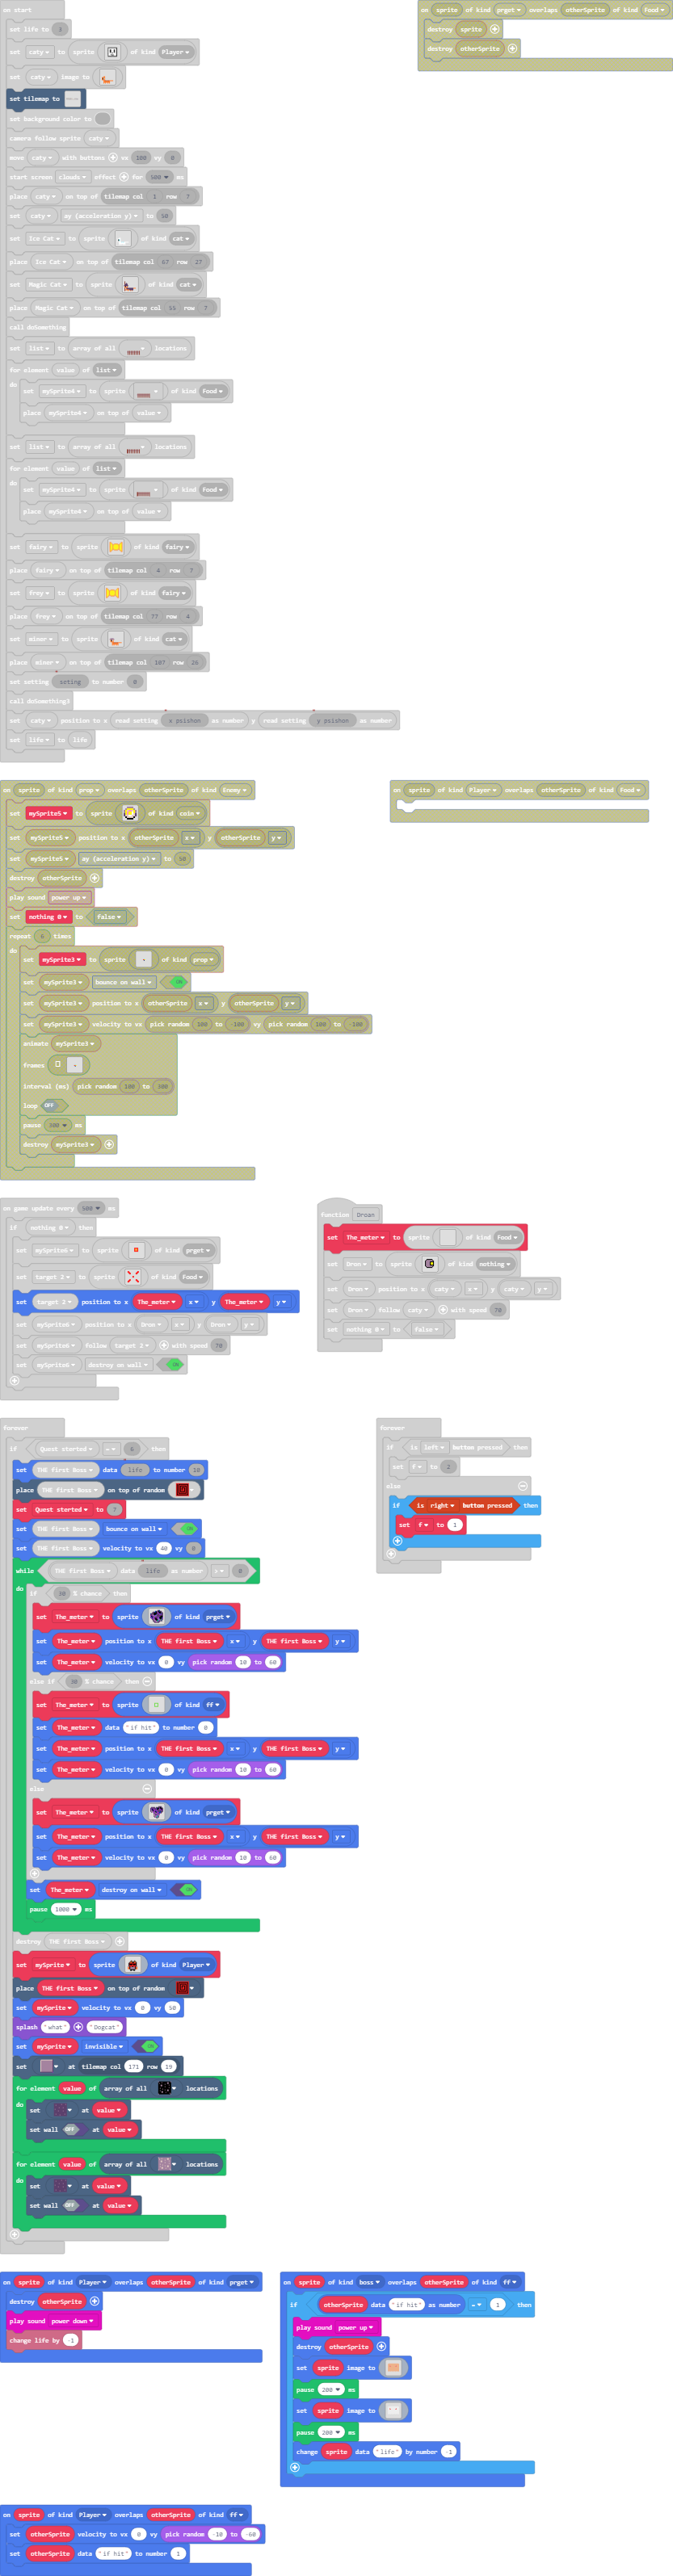 on start
set life to 3
set caty to sprite of kind Player
set caty image to
set tilemap to
set background color to
camera follow sprite caty
move caty with buttons vx 100 vy 0
start screen clouds effect for 500 ms
place caty on top of tilemap col 1 row 7
set caty ay (acceleration y) to 50
set Ice Cat to sprite of kind cat
place Ice Cat on top of tilemap col 67 row 27
set Magic Cat to sprite of kind cat
place Magic Cat on top of tilemap col 55 row 7
call doSomething
set list to array of all locations
for element value of list
do set mySprite4 to sprite of kind Food
place mySprite4 on top of value
set list to array of all locations
for element value of list
do set mySprite4 to sprite of kind Food
place mySprite4 on top of value
set fairy to sprite of kind fairy
place fairy on top of tilemap col 4 row 7
set frey to sprite of kind fairy
place frey on top of tilemap col 77 row 4
set miner to sprite of kind cat
place miner on top of tilemap col 107 row 26
set setting seting to number 0
call doSomething3
set caty position to x read setting x psishon as number y read setting y psishon as number
set life to life
on sprite of kind prget overlaps otherSprite of kind Food
destroy sprite
destroy otherSprite
on sprite of kind prop overlaps otherSprite of kind Enemy
set mySprite5 to sprite of kind coin
set mySprite5 position to x otherSprite x y otherSprite y
set mySprite5 ay (acceleration y) to 50
destroy otherSprite
play sound power up
set nothing 0 to false
repeat times
do set mySprite3 to sprite of kind prop
set mySprite3 bounce on wall ON
set mySprite3 position to x otherSprite x y otherSprite y
set mySprite3 velocity to vx pick random 100 to -100 vy pick random 100 to -100
animate mySprite3
frames
interval (ms) pick random 100 to 300
loop OFF
pause 200 ms
destroy mySprite3
on sprite of kind Player overlaps otherSprite of kind Food
on game update every 500 ms
if nothing 0 then
set mySprite6 to sprite of kind prget
set target 2 to sprite of kind Food
set target 2 position to x The_meter x y The_meter y
set mySprite6 position to x Dron x y Dron y
set mySprite6 follow target 2 with speed 70
set mySprite6 destroy on wall ON
function Droan
set The_meter to sprite of kind Food
set Dron to sprite of kind nothing
set Dron position to x caty x y caty y
set Dron follow caty with speed 70
set nothing 0 to false
forever
if Quest started = 6 then
set THE first Boss data life to number 10
place THE first Boss on top of random
set Quest started to 7
set THE first Boss bounce on wall ON
set THE first Boss velocity to vx 40 vy 0
while THE first Boss data life as number > 0
do if 30 % chance then
set The_meter to sprite of kind prget
set The_meter position to x THE first Boss x y THE first Boss y
set The_meter velocity to vx 0 vy pick random 10 to 60
else if 30 % chance then
set The_meter to sprite of kind ff
set The_meter data "if hit" to number 0
set The_meter position to x THE first Boss x y THE first Boss y
set The_meter velocity to vx 0 vy pick random 10 to 60
else
set The_meter to sprite of kind prget
set The_meter position to x THE first Boss x y THE first Boss y
set The_meter velocity to vx 0 vy pick random 10 to 60
set The_meter destroy on wall ON
pause 1000 ms
destroy THE first Boss
set mySprite to sprite of kind Player
place THE first Boss on top of random
set mySprite velocity to vx 0 vy 50
splash "what" "Dogcat"
set mySprite invisible ON
set at tilemap col 171 row 19
for element value of array of all locations
do set at value
set wall OFF at value
for element value of array of all locations
do set at value
set wall OFF at value
forever
if is left button pressed then
set f to 2
else
if is right button pressed then
set f to 1
on sprite of kind Player overlaps otherSprite of kind prget
destroy otherSprite
play sound power down
change life by -1
on sprite of kind boss overlaps otherSprite of kind ff
if otherSprite data "if hit" as number = 1 then
play sound power up
destroy otherSprite
set sprite image to
pause 200 ms
set sprite image to
pause 200 ms
change sprite data "life" by number -1
on sprite of kind Player overlaps otherSprite of kind ff
set otherSprite velocity to vx 0 vy pick random -10 to -60
set otherSprite data "if hit" to number 1